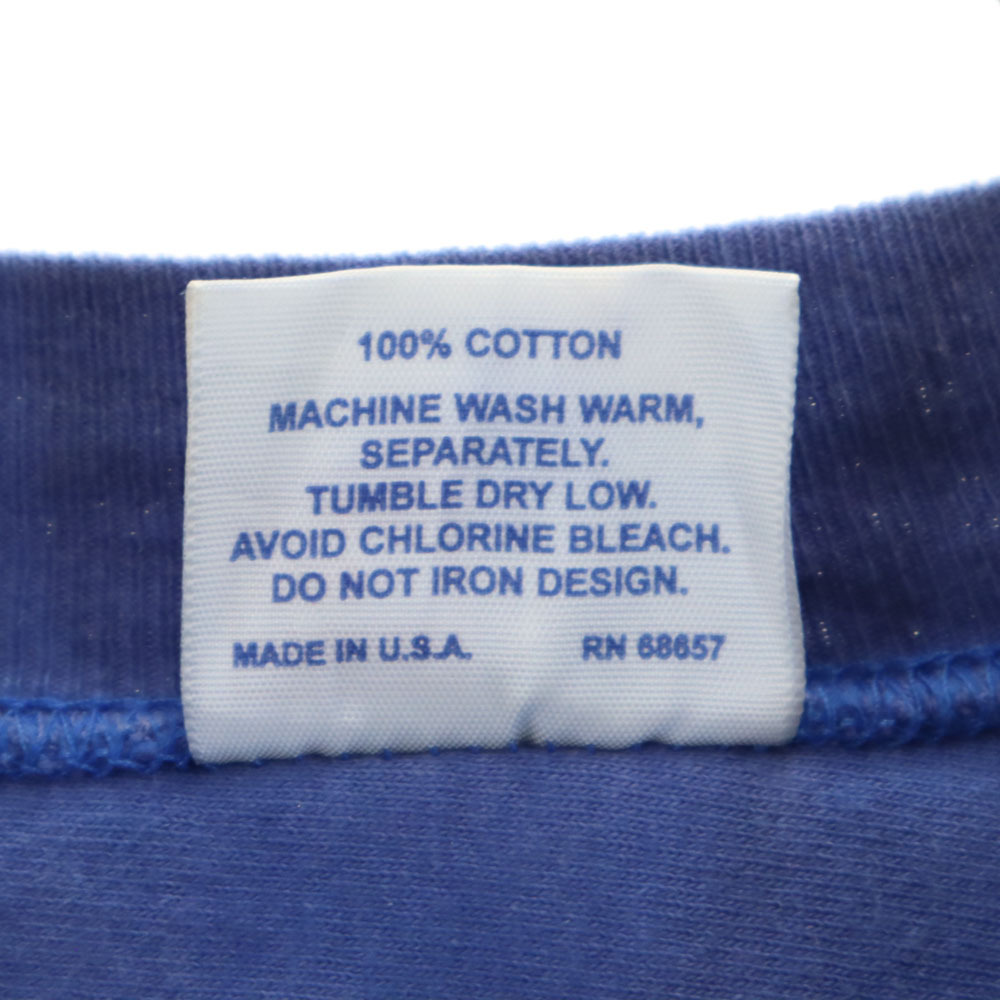 100% COTTON
MACHINE WASH WARM,
SEPARATELY.
TUMBLE DRY LOW.
AVOID CHLORINE BLEACH.
DO NOT IRON DESIGN.
MADE IN U.S.A. RN 68657